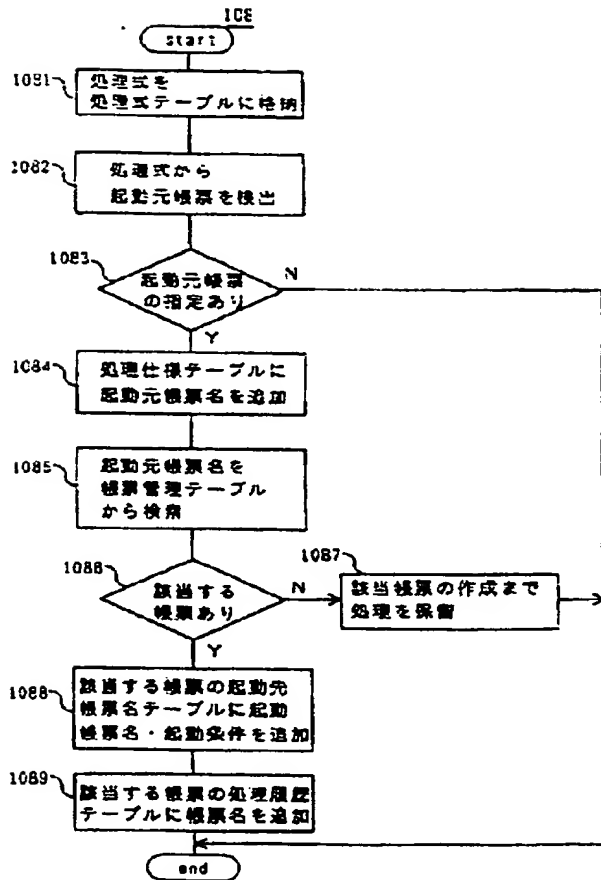 108
start
1081
処理式を
処理式テーブルに格納
1082
処理式から
起動元帳票を検出
1083
起動元帳票
の指定あり
N
Y
1084
処理仕様テーブルに
起動元帳票名を追加
1085
起動元帳票名を
帳票管理テーブル
から検索
1086
該当する
帳票あり
N
Y
1087
該当帳票の作成まで
処理を保留
1088
該当する帳票の起動先
帳票名テーブルに起動
帳票名・起動条件を追加
1089
該当する帳票の処理履歴
テーブルに帳票名を追加
end